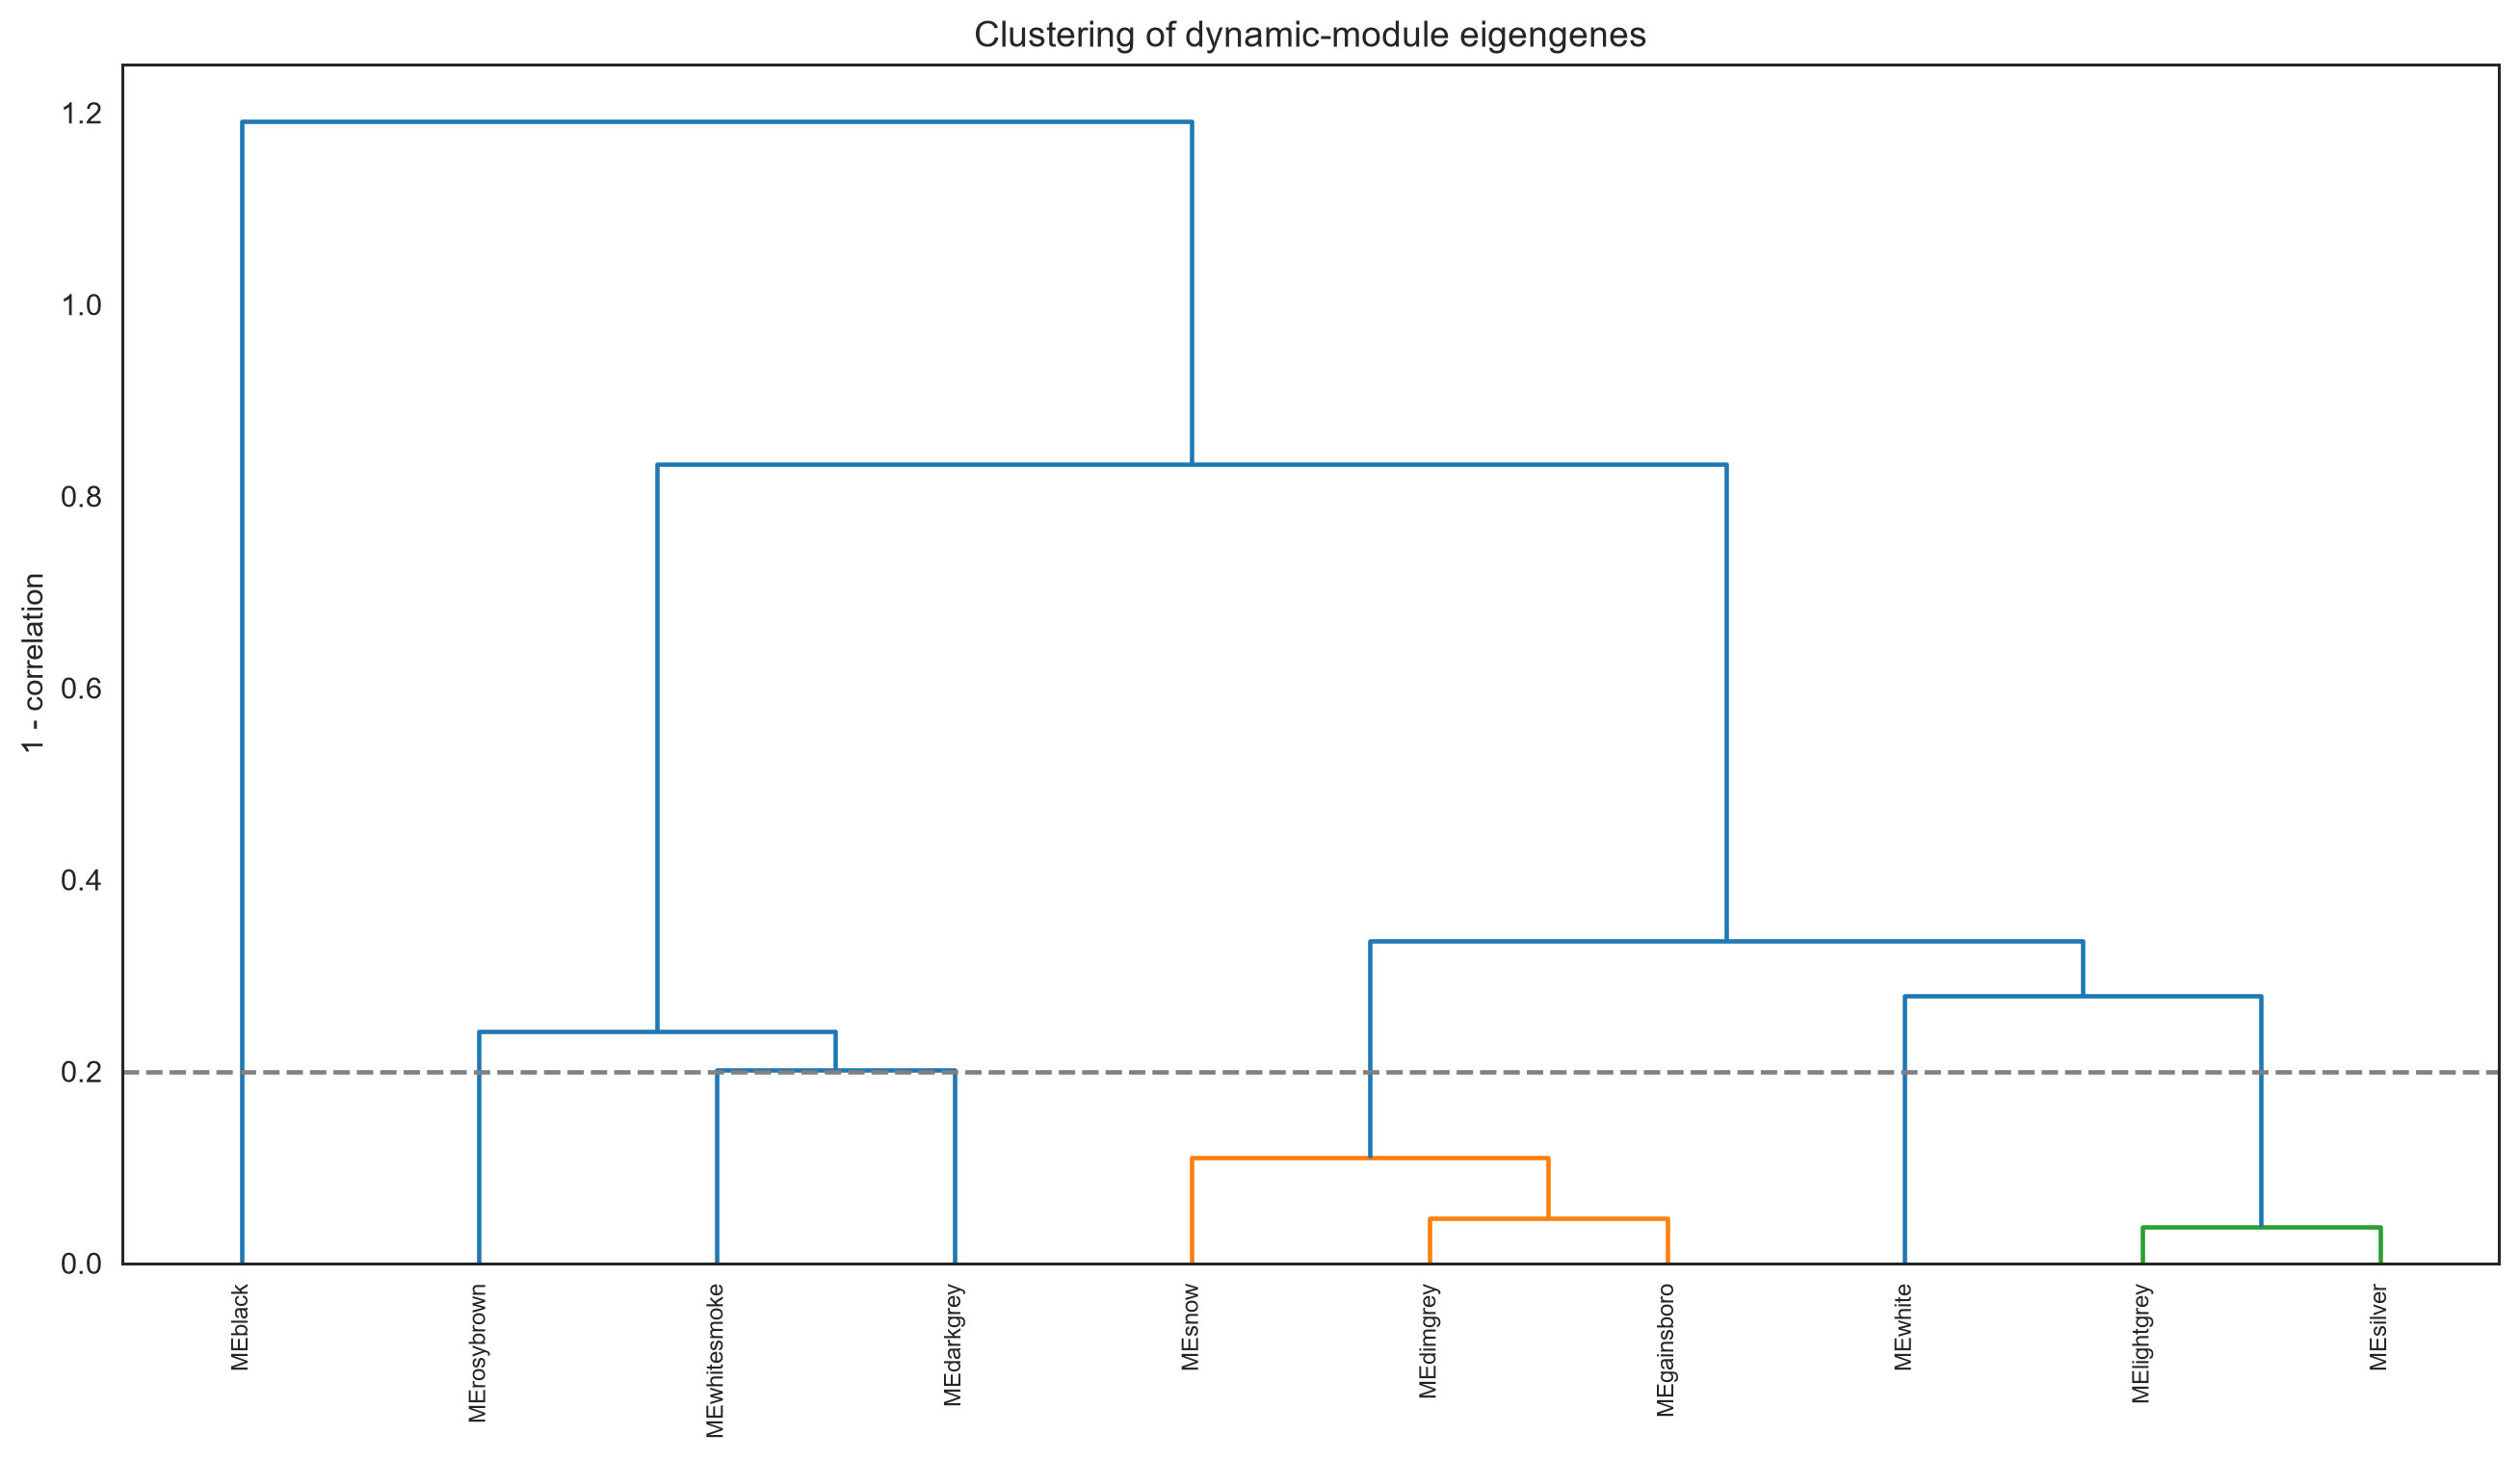 Clustering of dynamic-module eigengenes
1 - correlation
1.2
1.0
0.8
0.6
0.4
0.2
0.0
MEblack
MErosybrown
MEwhitesmoke
MEdarkgrey
MEsnow
MEdimgrey
MEgainsboro
MEwhite
MElightgrey
MEsilver